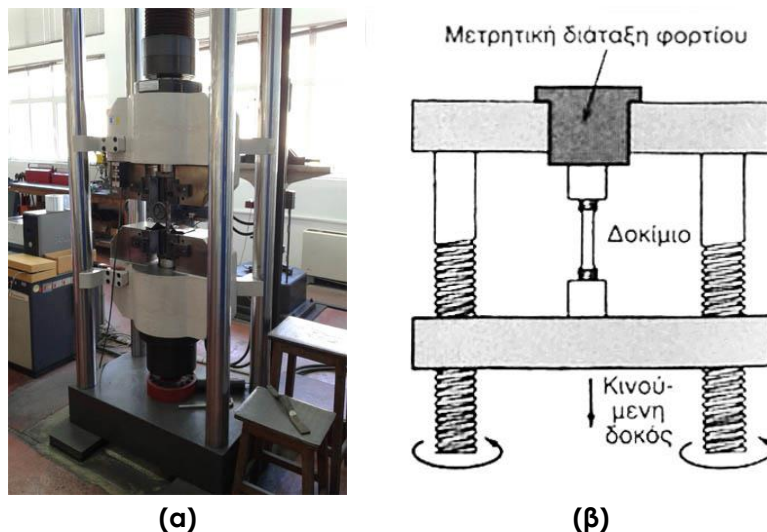 Μετρητική διάταξη φορτίου
Δοκίμιο
Κινού-
μενη
δοκός
(α)
(β)